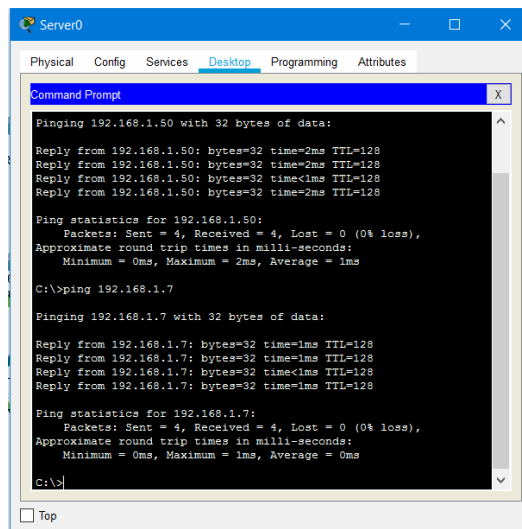 Server0
Physical Config Services Desktop Programming Attributes
Command Prompt
X
Pinging 192.168.1.50 with 32 bytes of data:
Reply from 192.168.1.50: bytes=32 time=2ms TTL=128
Reply from 192.168.1.50: bytes=32 time=2ms TTL=128
Reply from 192.168.1.50: bytes=32 time<1ms TTL=128
Reply from 192.168.1.50: bytes=32 time=2ms TTL=128
Ping statistics for 192.168.1.50:
Packets: Sent = 4, Received = 4, Lost = 0 (0% loss),
Approximate round trip times in milli-seconds:
Minimum = 0ms, Maximum = 2ms, Average = 1ms
C:\>ping 192.168.1.7
Pinging 192.168.1.7 with 32 bytes of data:
Reply from 192.168.1.7: bytes=32 time=1ms TTL=128
Reply from 192.168.1.7: bytes=32 time=1ms TTL=128
Reply from 192.168.1.7: bytes=32 time<1ms TTL=128
Reply from 192.168.1.7: bytes=32 time=1ms TTL=128
Ping statistics for 192.168.1.7:
Packets: Sent = 4, Received = 4, Lost = 0 (0% loss),
Approximate round trip times in milli-seconds:
Minimum = 0ms, Maximum = 1ms, Average = 0ms
C:\>
Top